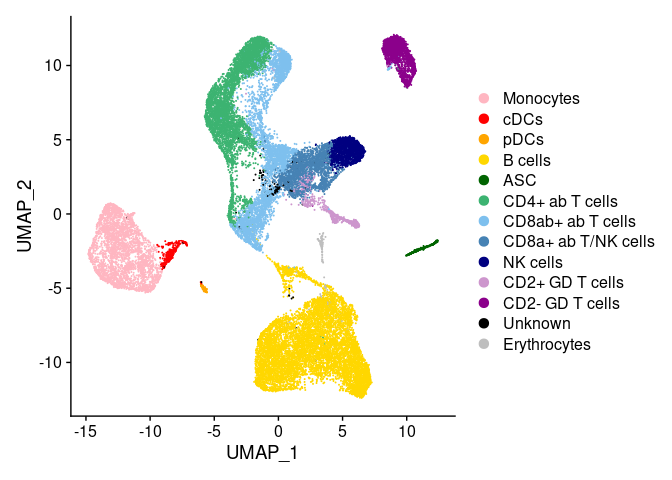 10
5
0
-5
-10
UMAP_2
-15
-10
-5
0
5
10
UMAP_1
Monocytes
cDCs
pDCs
B cells
ASC
CD4+ ab T cells
CD8ab+ ab T cells
CD8a+ ab T/NK cells
NK cells
CD2+ GD T cells
CD2- GD T cells
Unknown
Erythrocytes